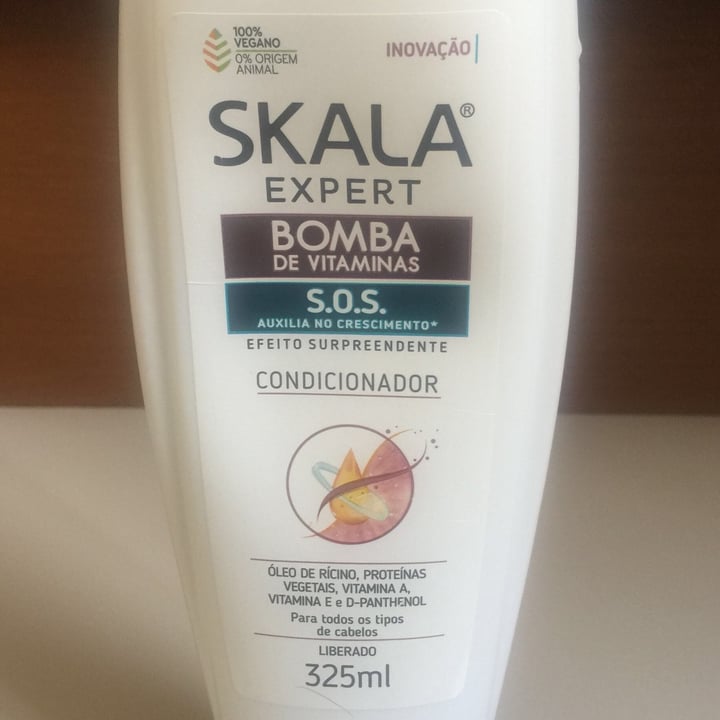 100%
VEGANO
0% ORIGEM
ANIMAL
INOVAÇÃO
SKALA®
EXPERT
BOMBA
DE VITAMINAS
S.O.S.
AUXILIA NO CRESCIMENTO*
EFEITO SURPREENDENTE
CONDICIONADOR
ÓLEO DE RÍCINO, PROTEÍNAS
VEGETAIS, VITAMINA A,
VITAMINA E e D-PANTHENOL
Para todos os tipos
de cabelos
LIBERADO
325ml